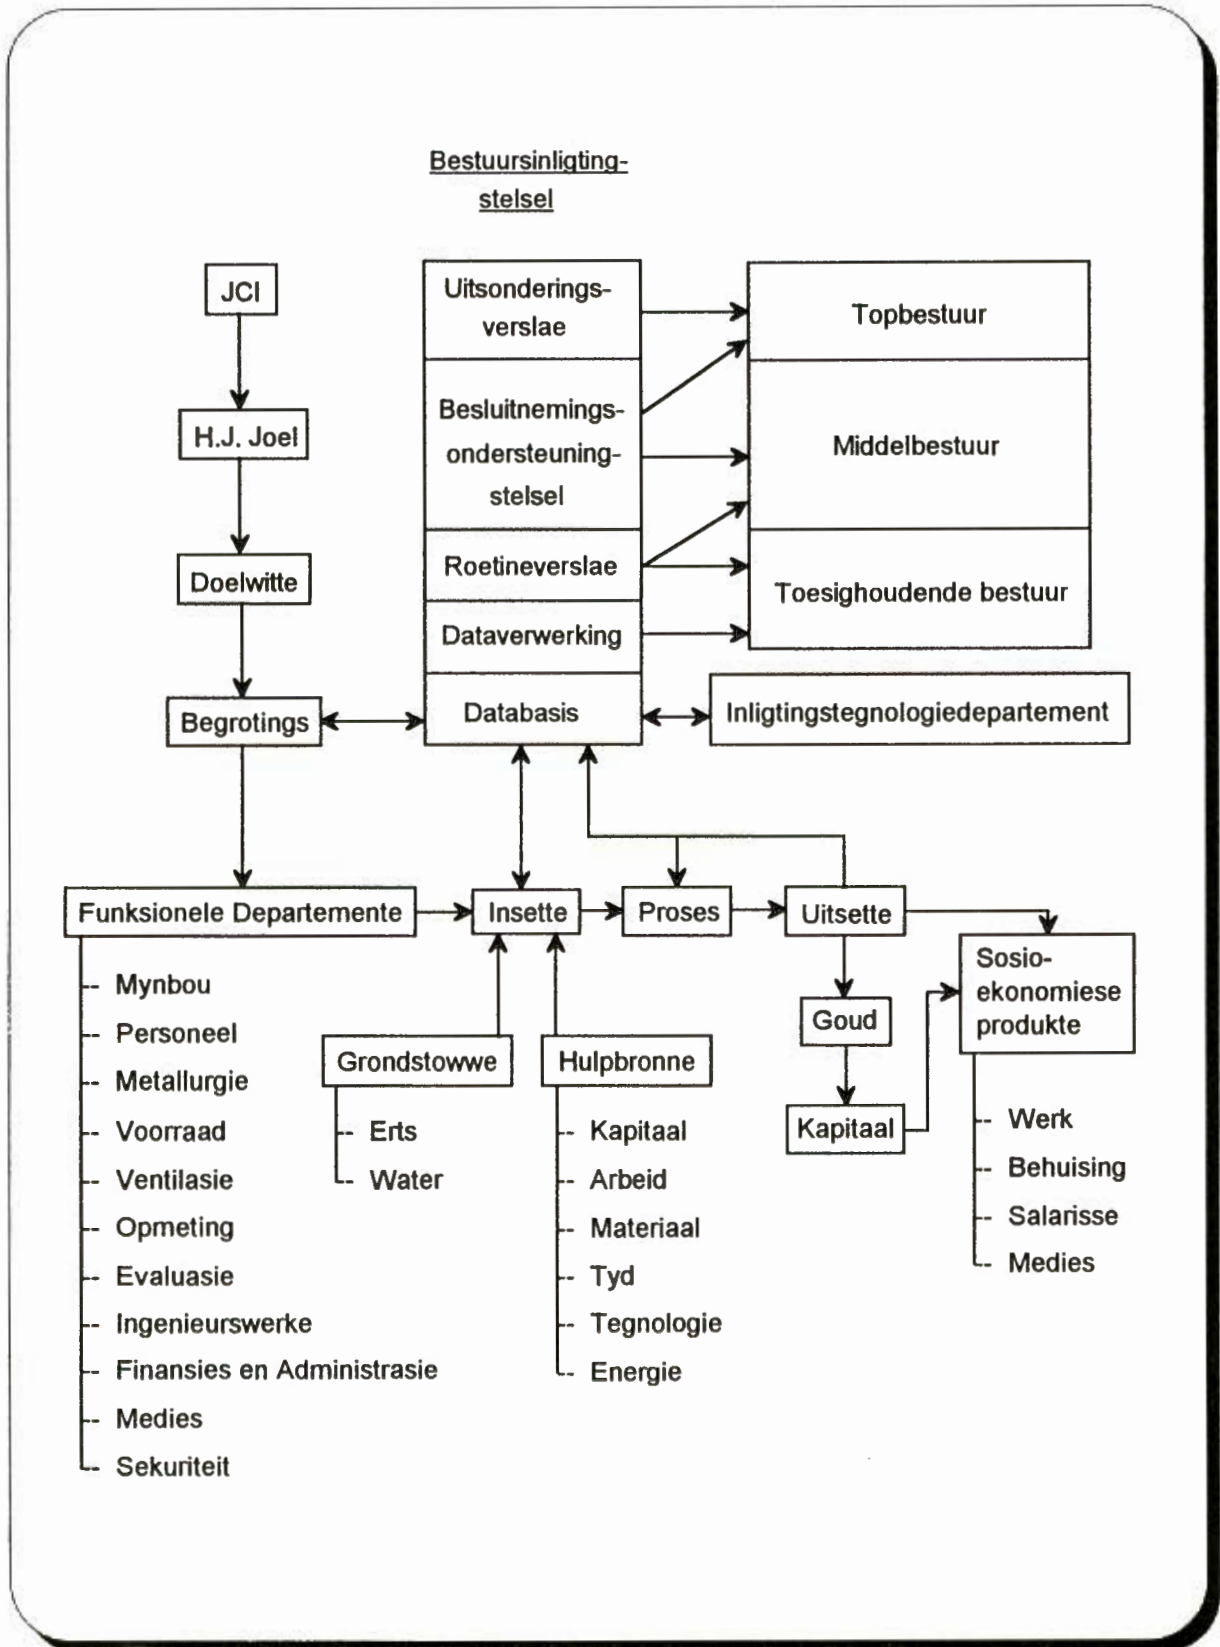 Bestuursinligting-
stelsel
JCI
H.J. Joel
Doelwitte
Begrotings
Uitsonderings-
verslae
Besluitnemings-
ondersteuning-
stelsel
Roetineverslae
Dataverwerking
Databasis
Topbestuur
Middelbestuur
Toesighoudende bestuur
Inligtingstegnologiedepartement
Funksionele Departemente
Insette
Proses
Uitsette
Mynbou
Personeel
Metallurgie
Voorraad
Ventilasie
Opmeting
Evaluasie
Ingenieurswerke
Finansies en Administrasie
Medies
Sekuriteit
Grondstowwe
Erts
Water
Hulpbronne
Kapitaal
Arbeid
Materiaal
Tyd
Tegnologie
Energie
Goud
Kapitaal
Sosio-
ekonomiese
produkte
Werk
Behuising
Salarisse
Medies